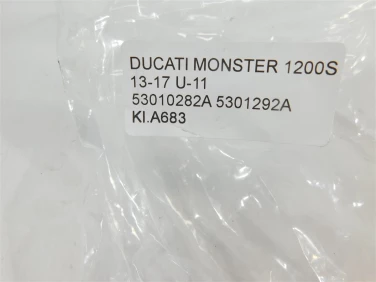 DUCATI MONSTER 1200S
13-17 U-11
53010282A 5301292A
KI.A683